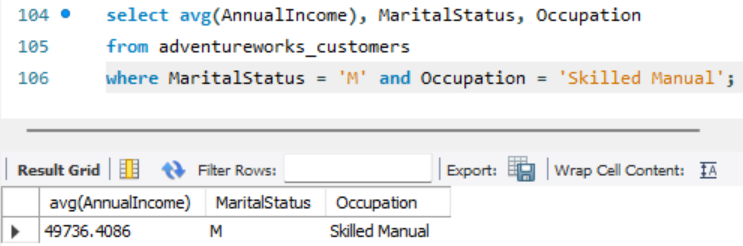 104 select avg(AnnualIncome), MaritalStatus, Occupation
105 from adventureworks_customers
106 where MaritalStatus = 'M' and Occupation = 'Skilled Manual';
Result Grid Filter Rows: Export: Wrap Cell Content: IA
avg(AnnualIncome) MaritalStatus Occupation
49736.4086 M Skilled Manual